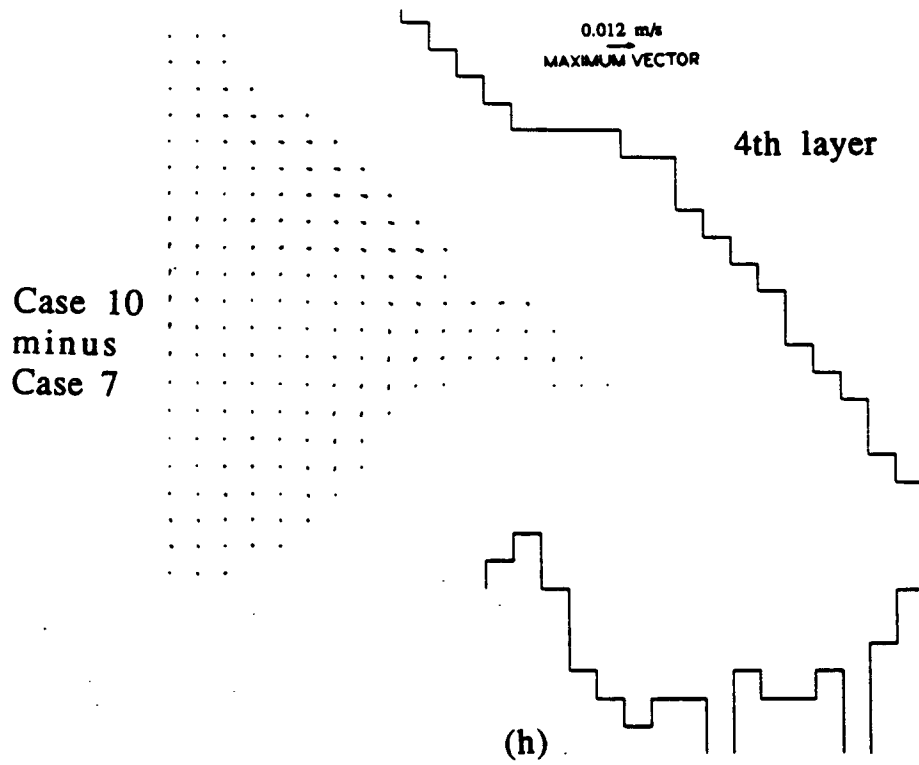 0.012 m/s
MAXIMUM VECTOR
4th layer
Case 10
minus
Case 7
(h)